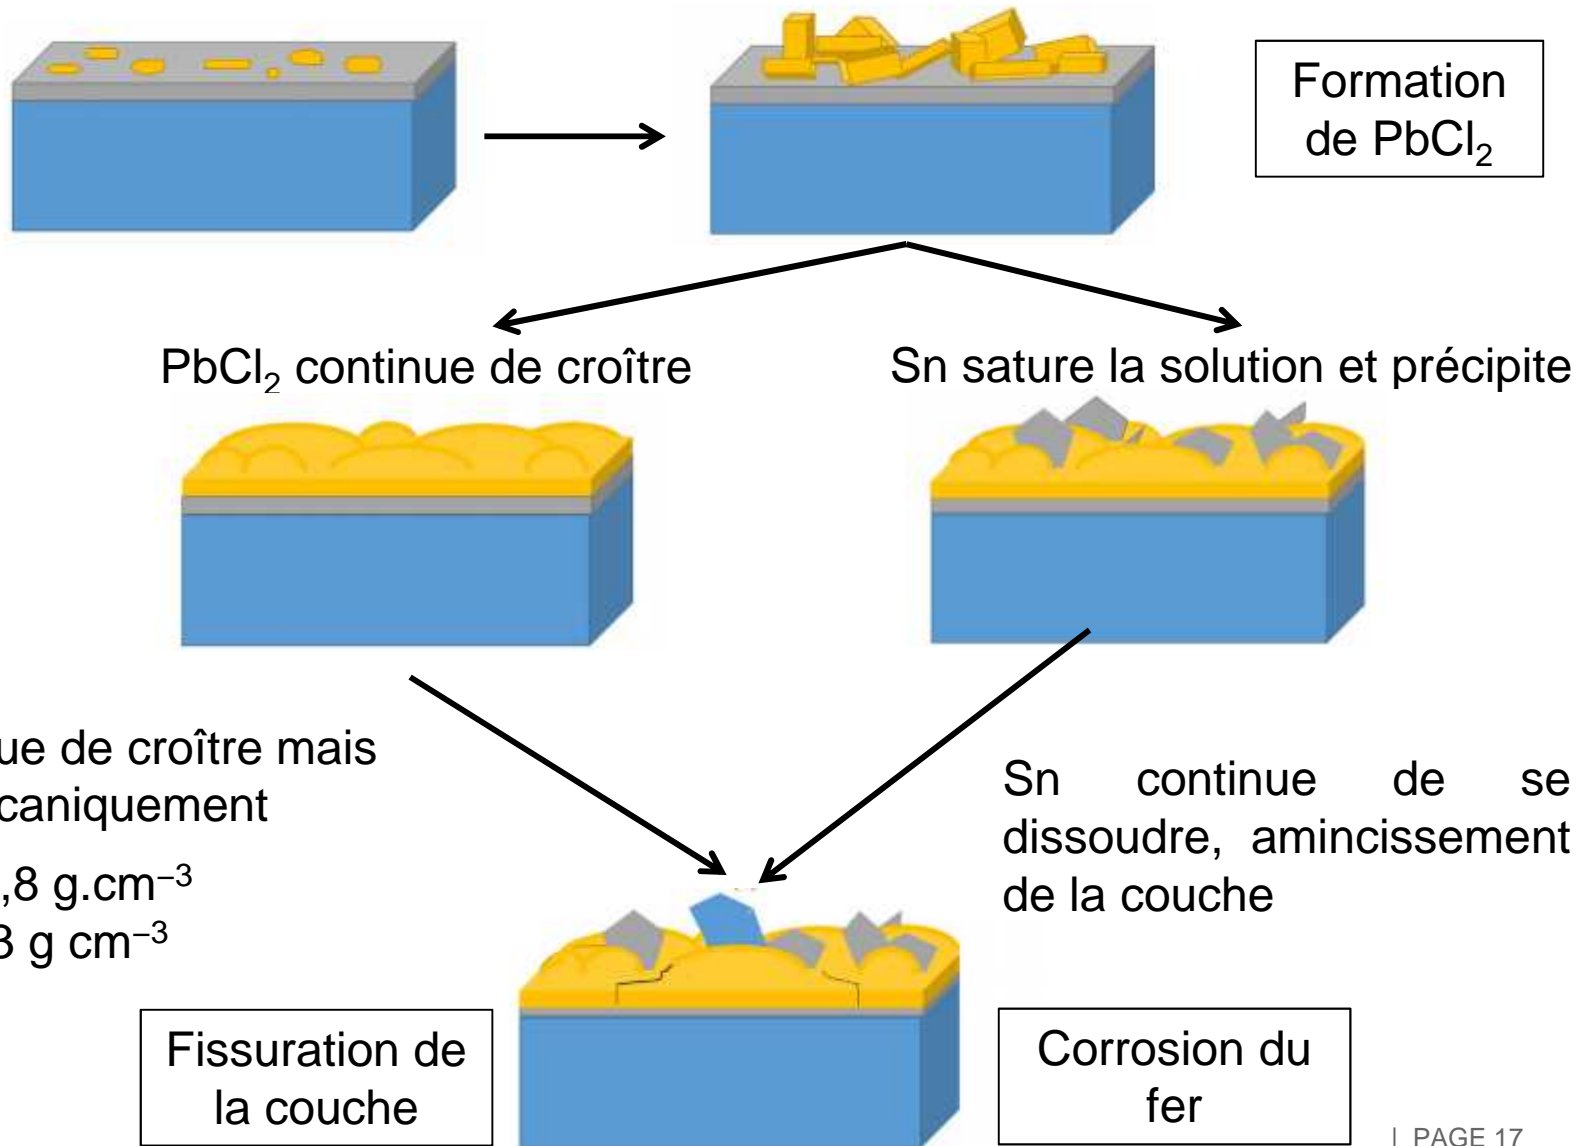 Formation
de PbCl₂
PbCl₂ continue de croître
Sn sature la solution et précipite
ue de croître mais
caniquement
,8 g.cm⁻³
3 g cm⁻³
Sn continue de se
dissoudre, amincissement
de la couche
Fissuration de
la couche
Corrosion du
fer
| PAGE 17